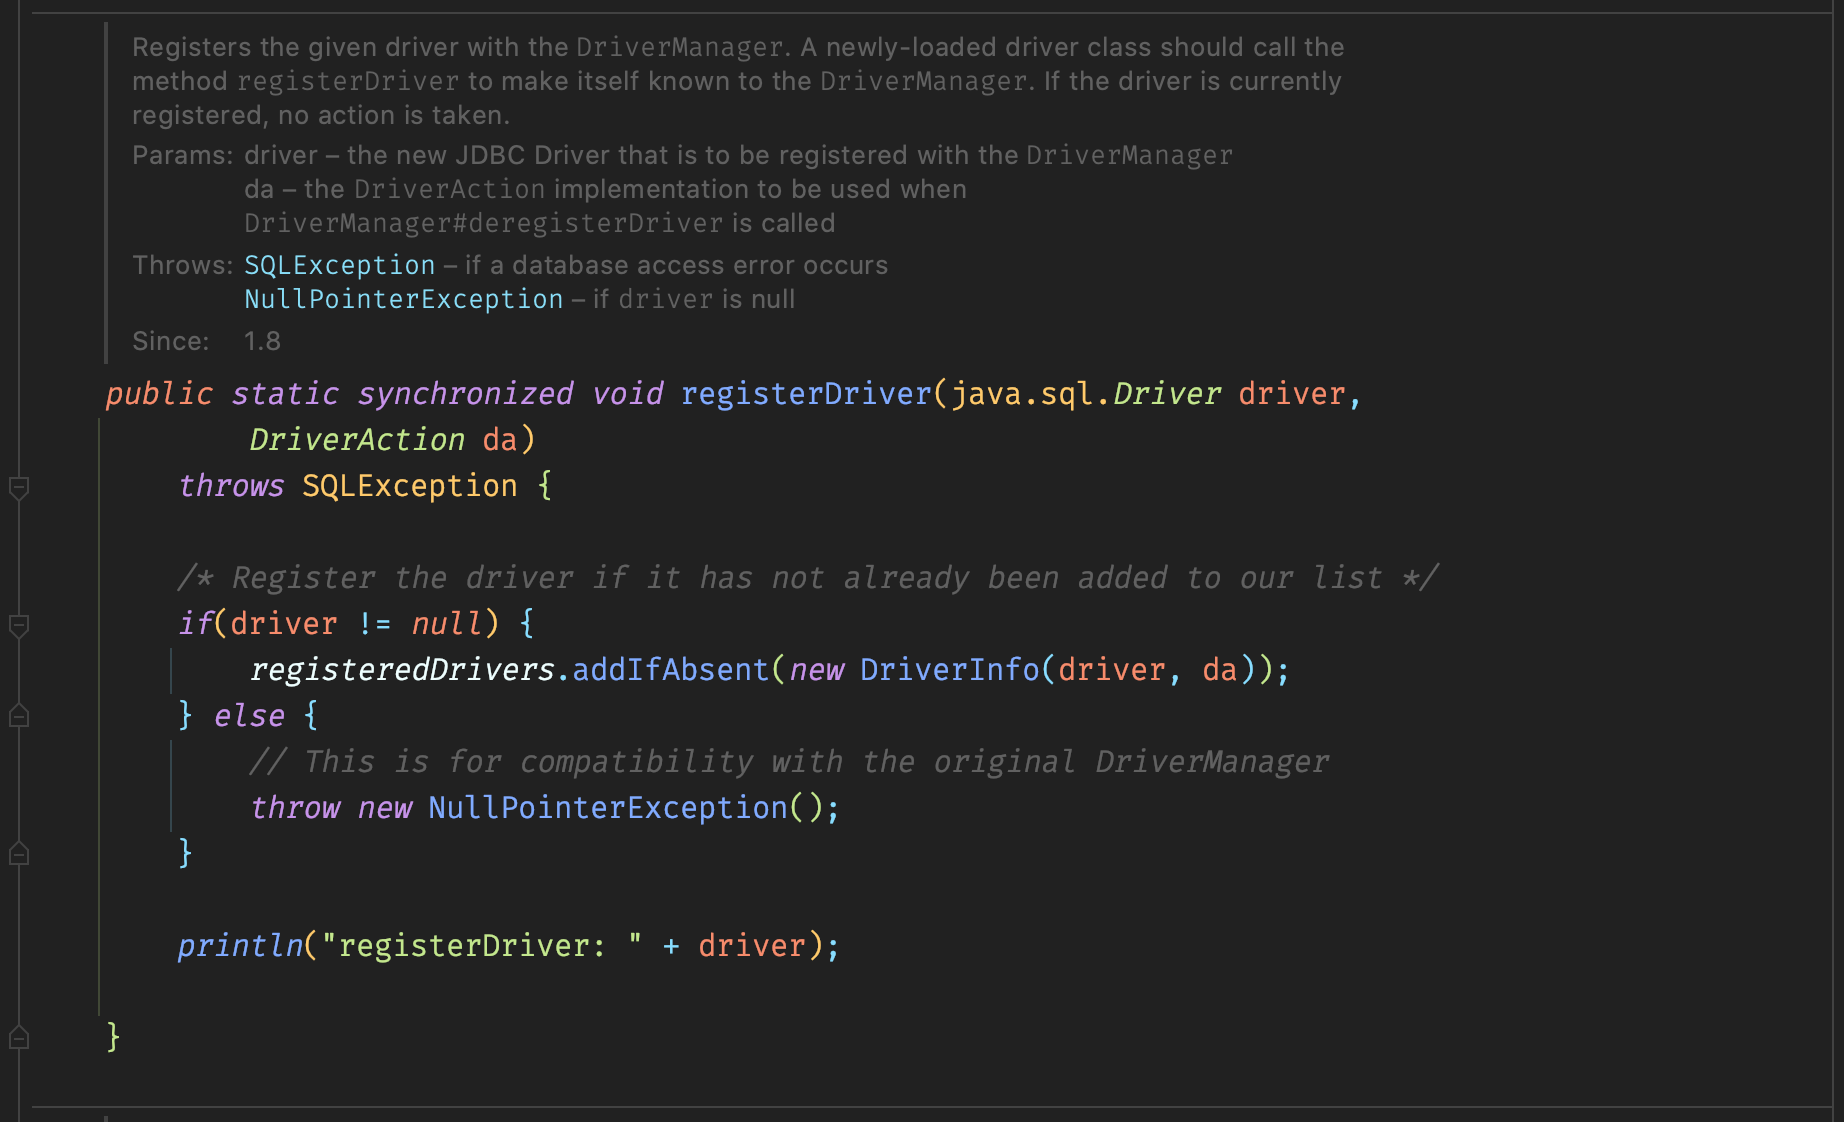 Registers the given driver with the DriverManager. A newly-loaded driver class should call the
method registerDriver to make itself known to the DriverManager. If the driver is currently
registered, no action is taken.
Params: driver – the new JDBC Driver that is to be registered with the DriverManager
da – the DriverAction implementation to be used when
DriverManager#deregisterDriver is called
Throws: SQLException – if a database access error occurs
NullPointerException – if driver is null
Since: 1.8
public static synchronized void registerDriver(java.sql.Driver driver,
        DriverAction da)
    throws SQLException {
    /* Register the driver if it has not already been added to our list */
    if(driver != null) {
        registeredDrivers.addIfAbsent(new DriverInfo(driver, da));
    } else {
        // This is for compatibility with the original DriverManager
        throw new NullPointerException();
    }
    println("registerDriver: " + driver);
}